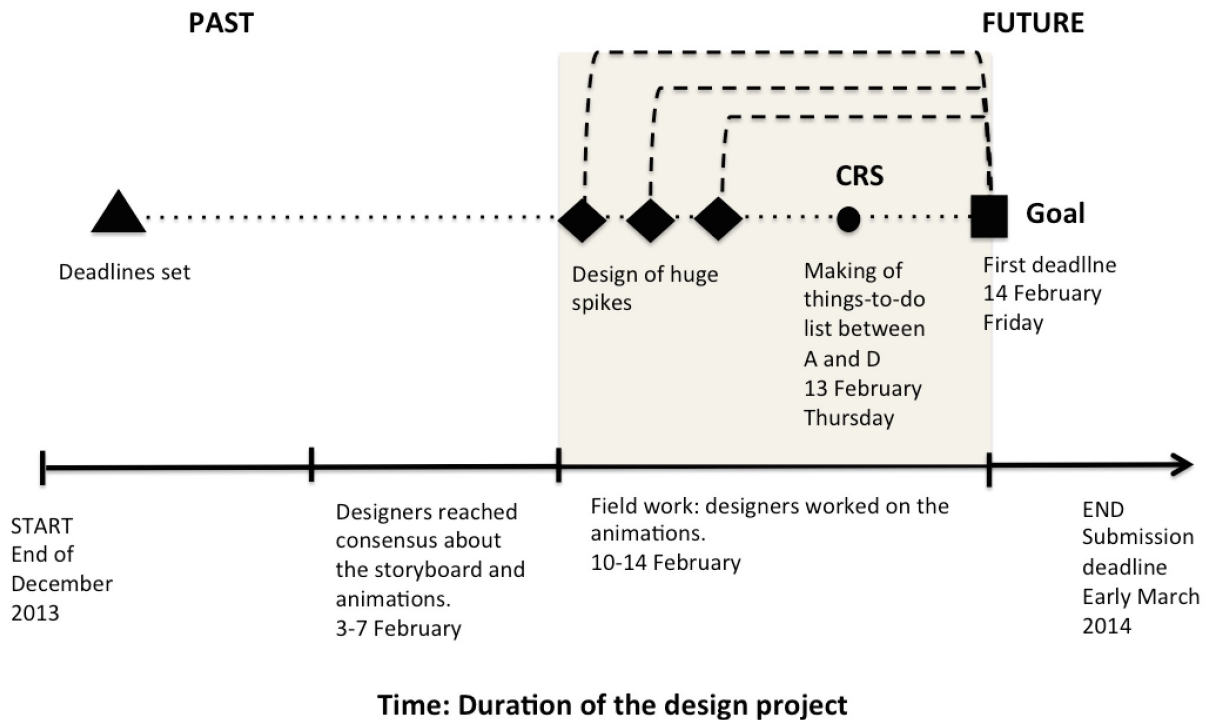 PAST
FUTURE
CRS
Goal
Deadlines set
Design of huge
spikes
Making of
things-to-do
list between
A and D
13 February
Thursday
First deadlIne
14 February
Friday
START
End of
December
2013
Designers reached
consensus about
the storyboard and
animations.
3-7 February
Field work: designers worked on the
animations.
10-14 February
END
Submission
deadline
Early March
2014
Time: Duration of the design project